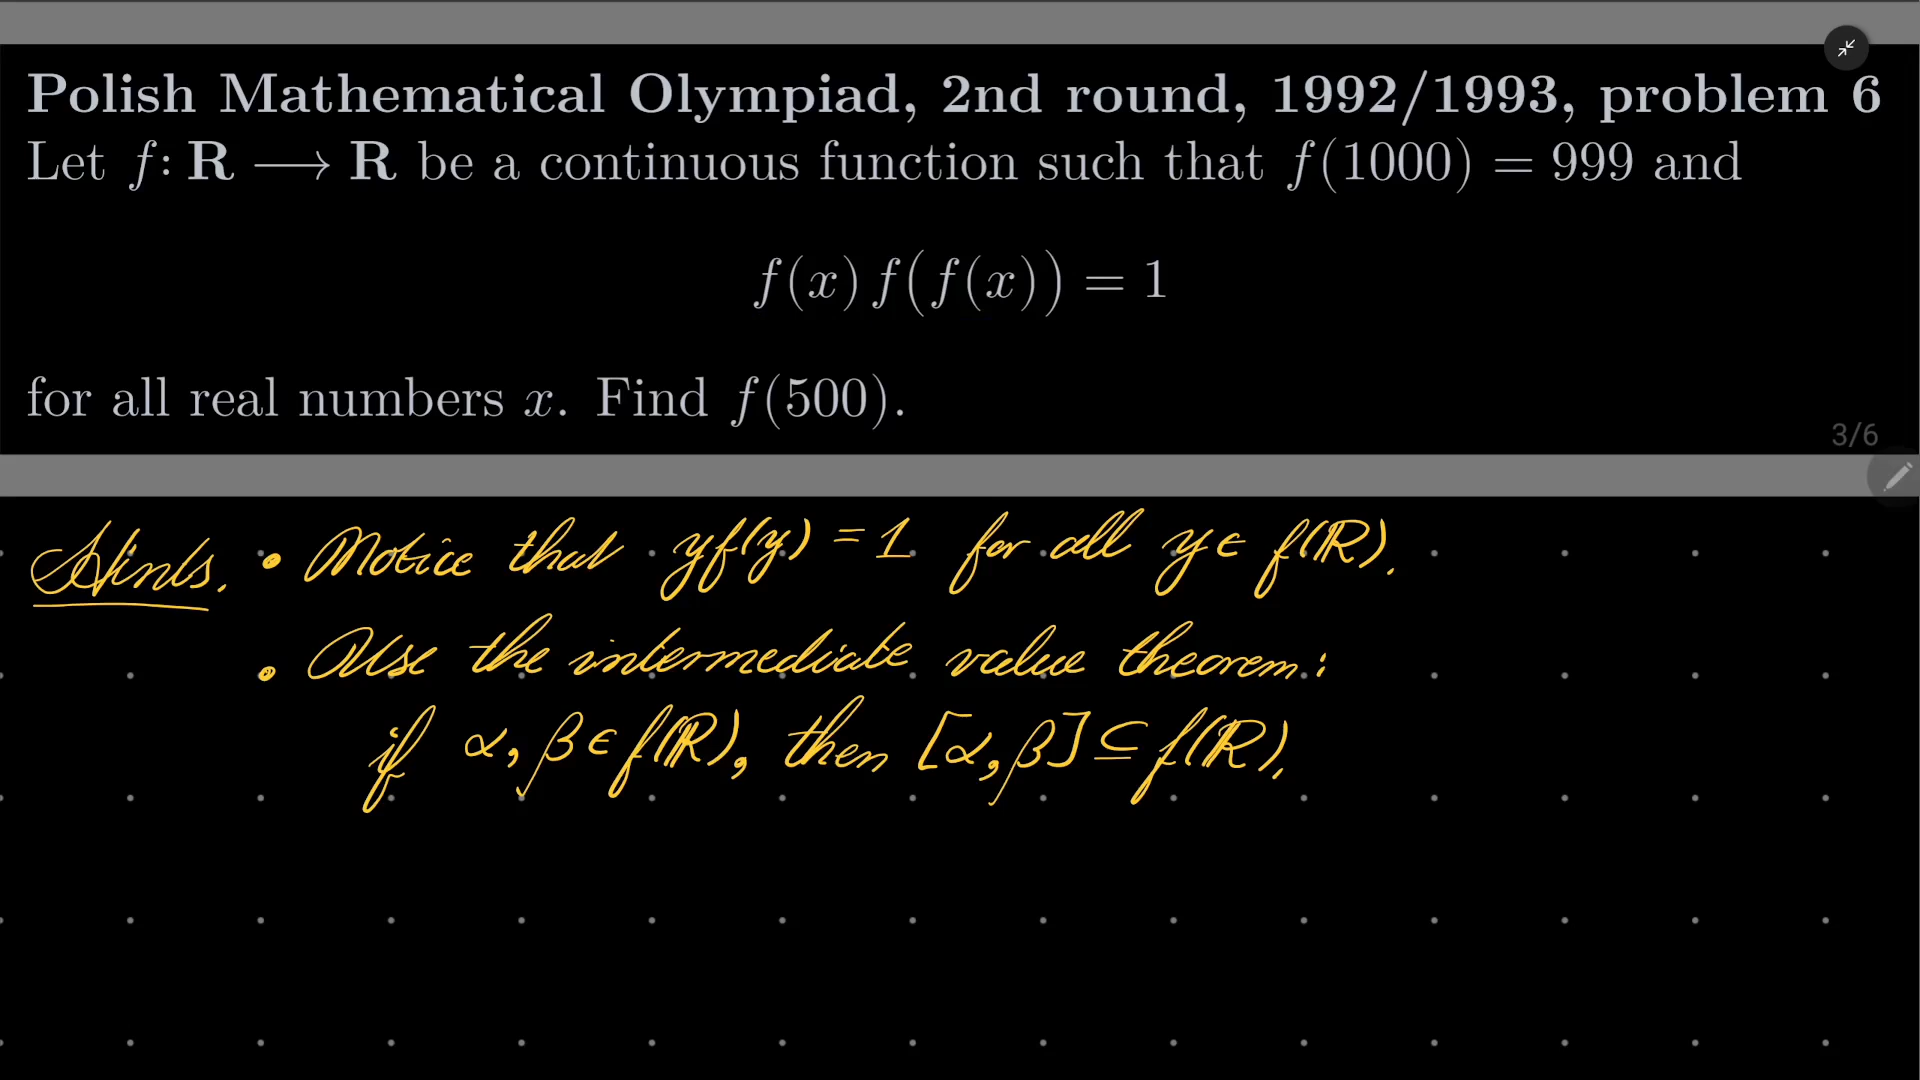 Polish Mathematical Olympiad, 2nd round, 1992/1993, problem 6
Let f: R ⟶ R be a continuous function such that f(1000) = 999 and
f(x) f(f(x)) = 1
for all real numbers x. Find f(500).
3/6
Hints. • Notice that yf(y) = 1 for all y ∈ f(ℝ).
• Use the intermediate value theorem:
if α, β ∈ f(ℝ), then [α, β] ⊆ f(ℝ).